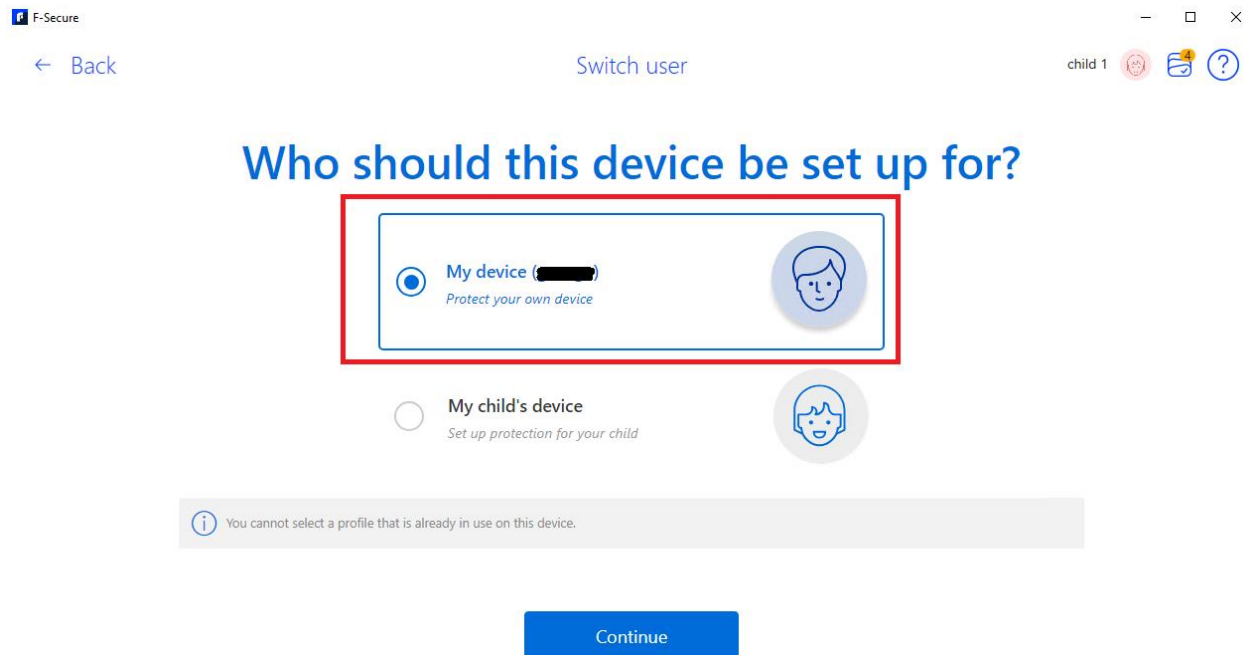 F-Secure
← Back
Switch user
child 1
4
?
Who should this device be set up for?
My device ( )
Protect your own device
My child's device
Set up protection for your child
i You cannot select a profile that is already in use on this device.
Continue